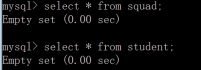 mysql> select * from squad;
Empty set (0.00 sec)
mysql> select * from student;
Empty set (0.00 sec)